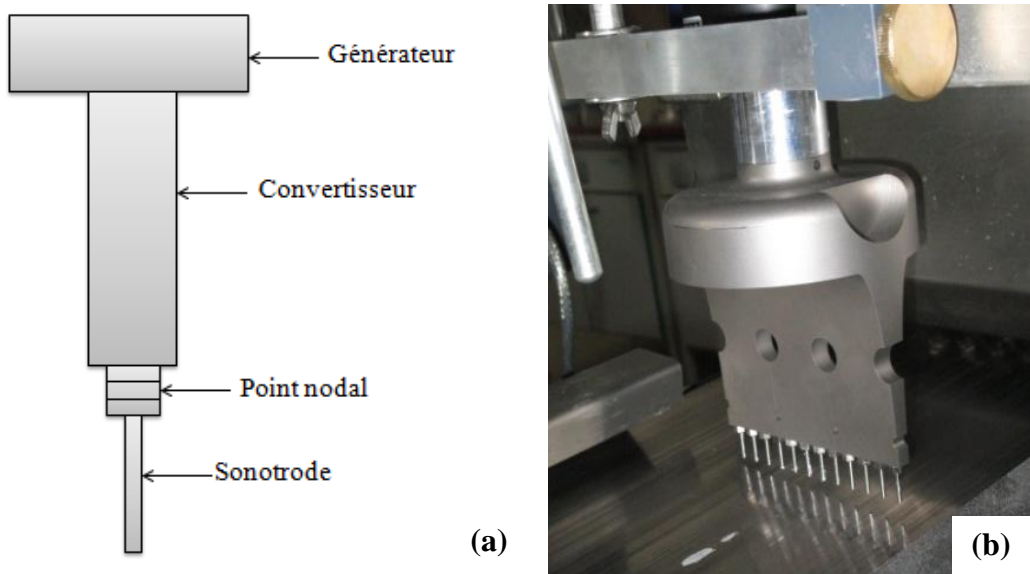 Générateur
Convertisseur
Point nodal
Sonotrode
(a)
(b)